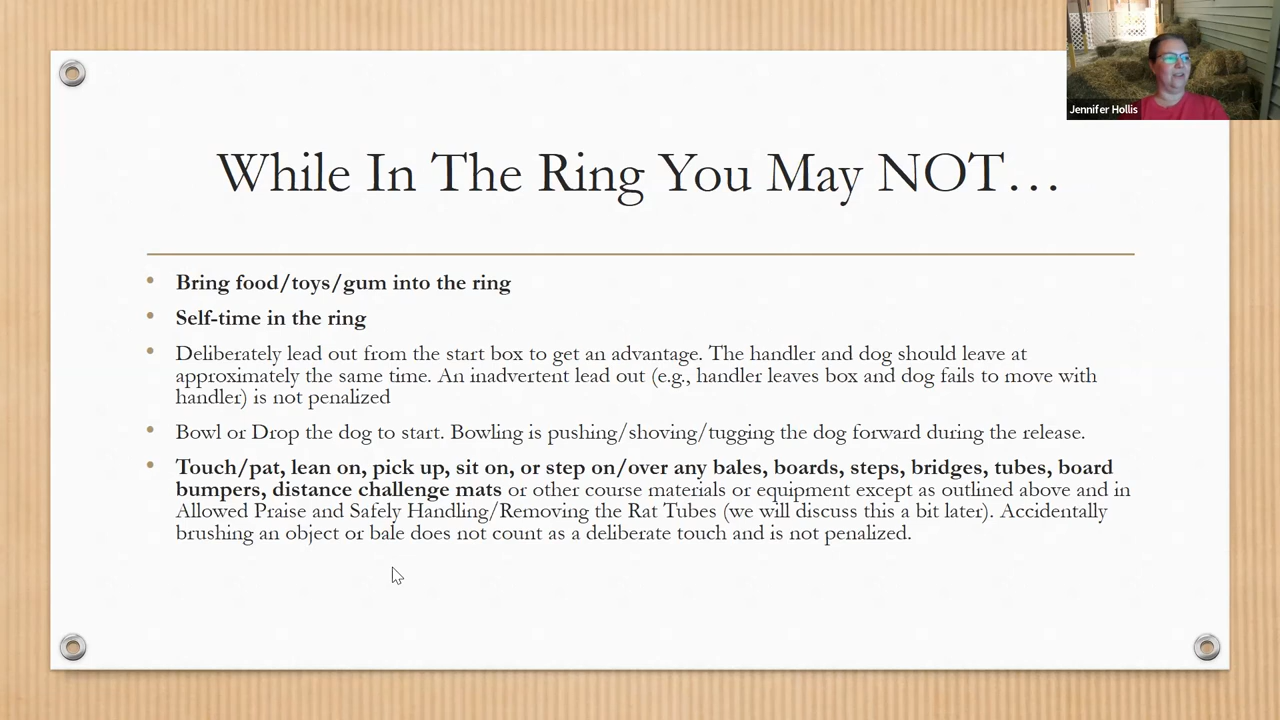 Jennifer Hollis
While In The Ring You May NOT…
• Bring food/toys/gum into the ring
• Self-time in the ring
• Deliberately lead out from the start box to get an advantage. The handler and dog should leave at
approximately the same time. An inadvertent lead out (e.g., handler leaves box and dog fails to move with
handler) is not penalized
• Bowl or Drop the dog to start. Bowling is pushing/shoving/tugging the dog forward during the release.
• Touch/pat, lean on, pick up, sit on, or step on/over any bales, boards, steps, bridges, tubes, board
bumpers, distance challenge mats or other course materials or equipment except as outlined above and in
Allowed Praise and Safely Handling/Removing the Rat Tubes (we will discuss this a bit later). Accidentally
brushing an object or bale does not count as a deliberate touch and is not penalized.